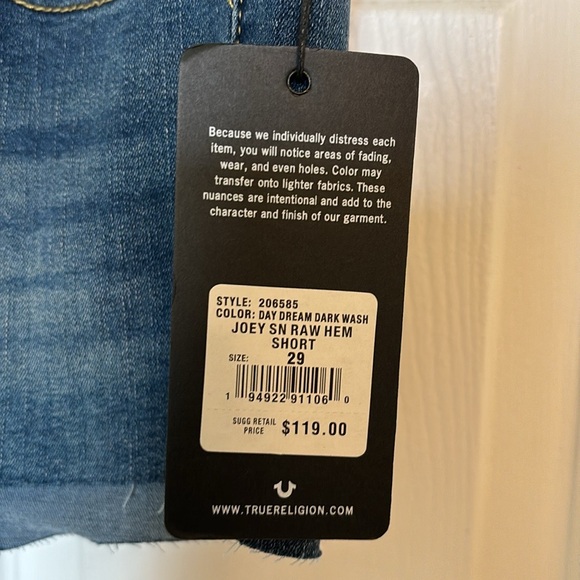 Because we individually distress each
item, you will notice areas of fading,
wear, and even holes. Color may
transfer onto lighter fabrics. These
nuances are intentional and add to the
character and finish of our garment.
STYLE: 206585
COLOR: DAY DREAM DARK WASH
JOEY SN RAW HEM
SHORT
SIZE: 29
1 94922 91106 0
SUGG RETAIL
PRICE $119.00
WWW.TRUERELIGION.COM